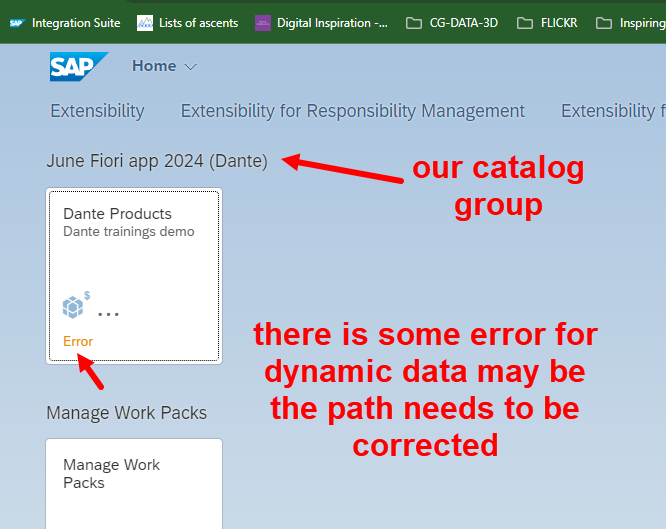 Integration Suite Lists of ascents Digital Inspiration -... CG-DATA-3D FLICKR Inspiring
SAP Home
Extensibility Extensibility for Responsibility Management Extensibility f
June Fiori app 2024 (Dante)
our catalog
group
Dante Products
Dante trainings demo
$
...
Error
there is some error for
dynamic data may be
the path needs to be
corrected
Manage Work Packs
Manage Work
Packs